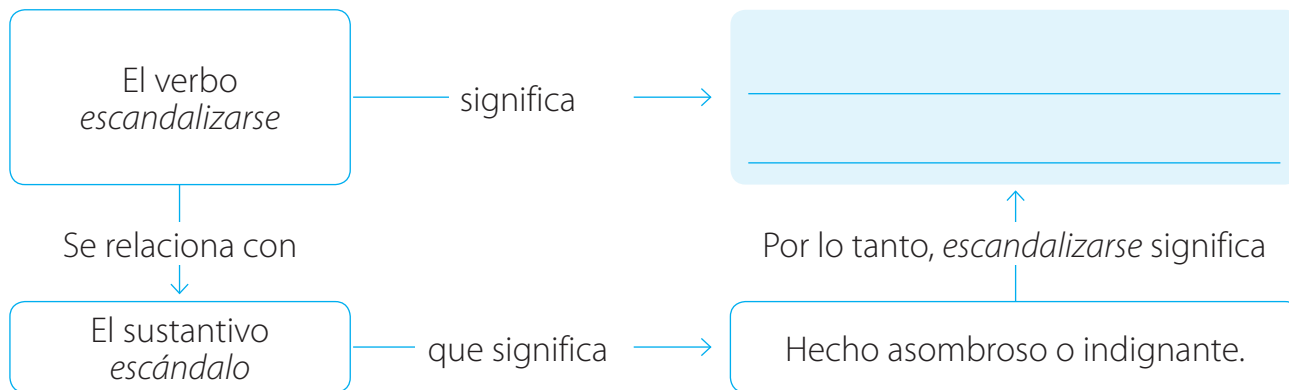 El verbo
escandalizarse
significa
Se relaciona con
Por lo tanto, escandalizarse significa
El sustantivo
escándalo
que significa
Hecho asombroso o indignante.